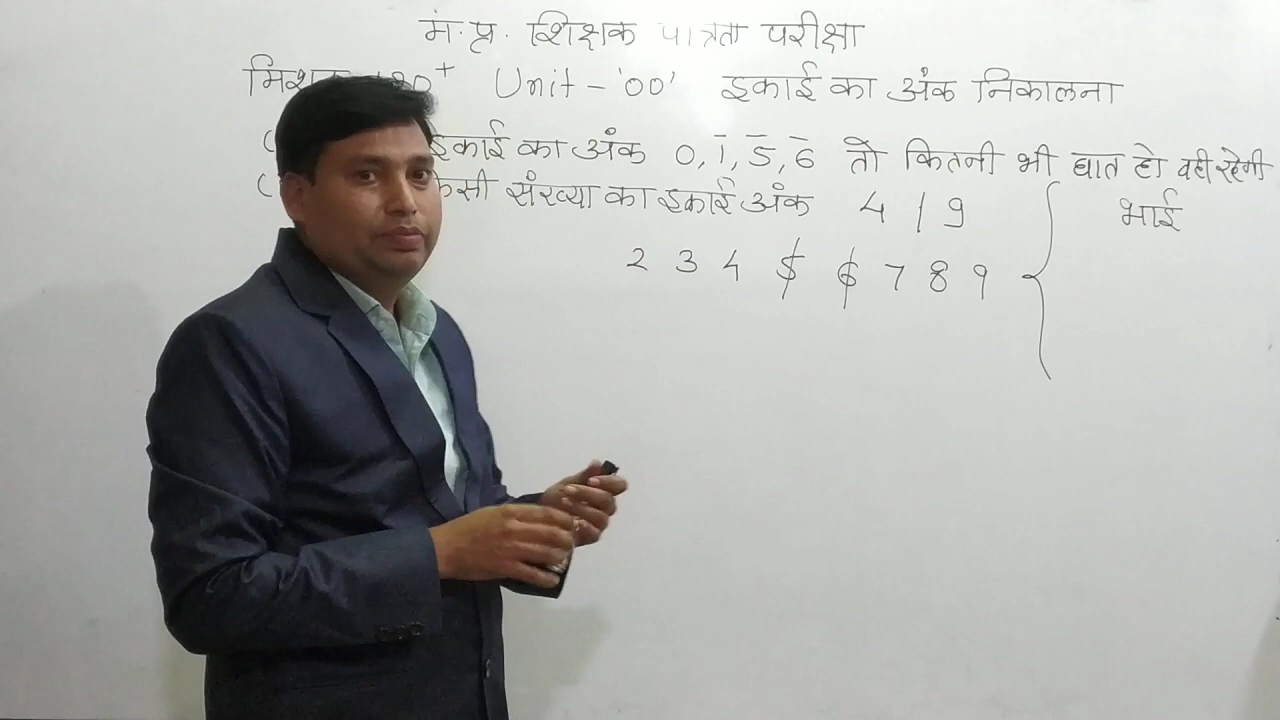 म.प्र. शिक्षक पात्रता परीक्षा
Unit - '00' इकाई का अंक निकालना
इकाई का अंक 0, 1, 5, 6 तो कितनी भी घात हो वही रहेगी
संख्या का इकाई अंक 4 / 9
भाई
2 3 4 5 6 7 8 9